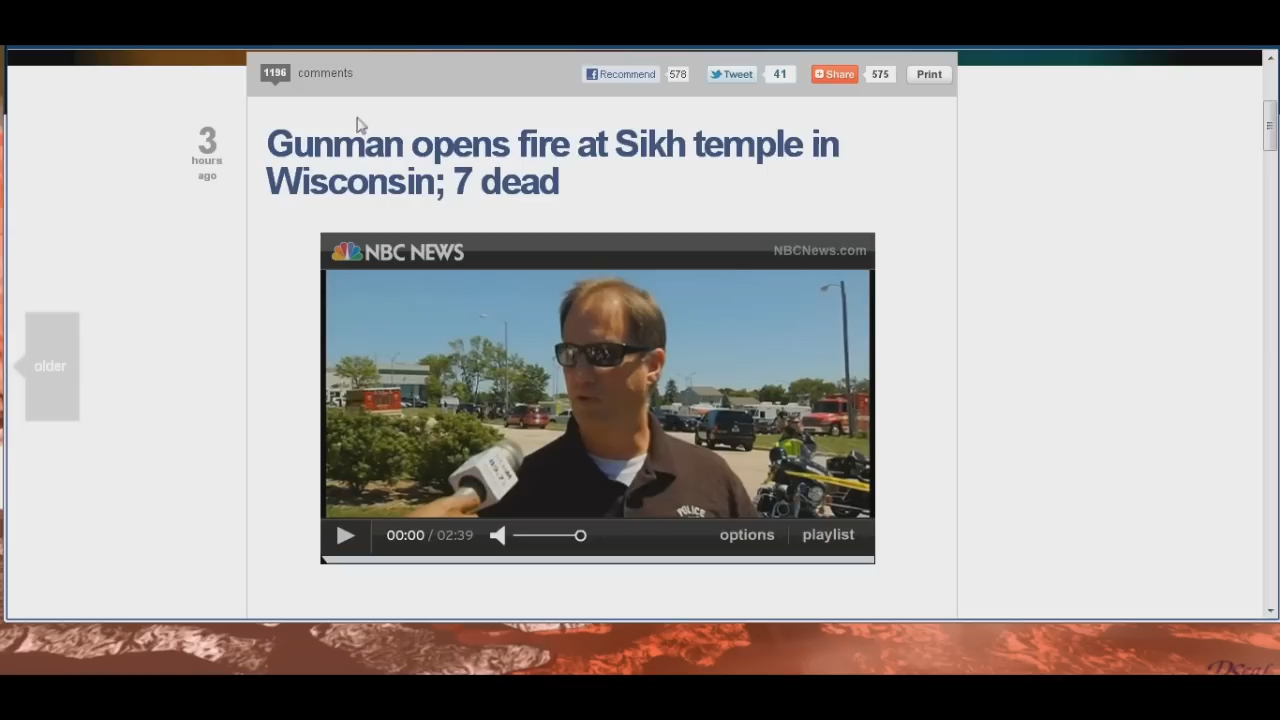 1196 comments
Recommend 578 Tweet 41 Share 575 Print
3
hours
ago
Gunman opens fire at Sikh temple in
Wisconsin; 7 dead
NBC NEWS
NBCNews.com
older
POLICE
00:00 / 02:39
options
playlist